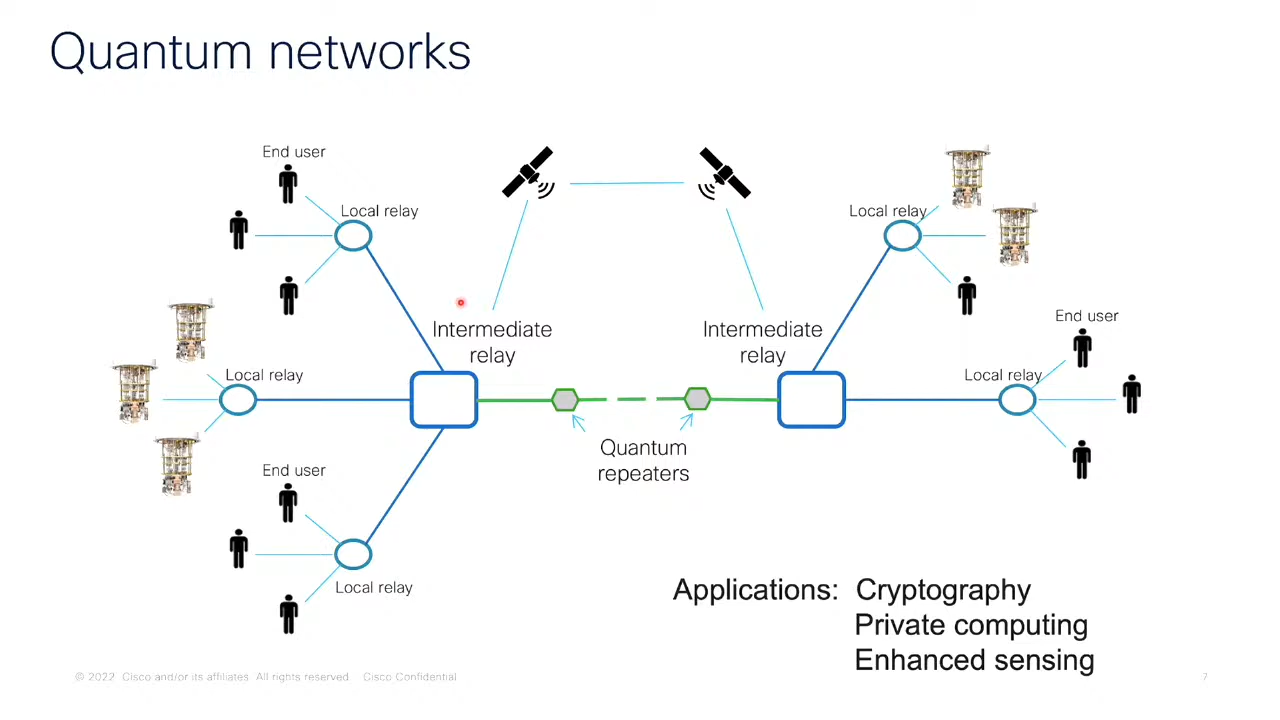 Quantum networks
End user
Local relay
Local relay
Intermediate
relay
Intermediate
relay
End user
Local relay
Local relay
Quantum
repeaters
End user
Local relay
Applications: Cryptography
Private computing
Enhanced sensing
© 2022 Cisco and/or its affiliates. All rights reserved. Cisco Confidential
7